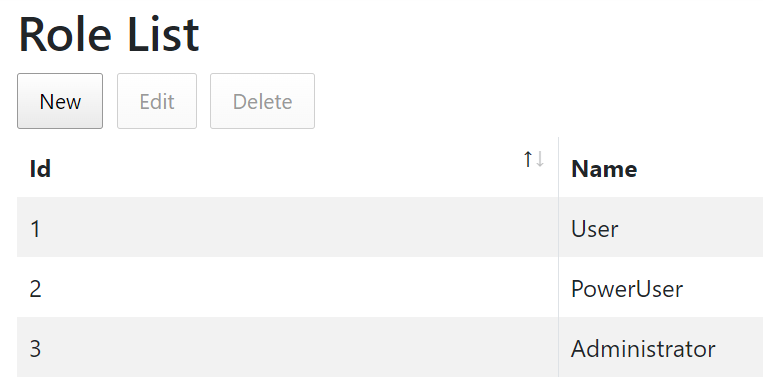 Role List
New Edit Delete
Id ↑↓ Name
1 User
2 PowerUser
3 Administrator